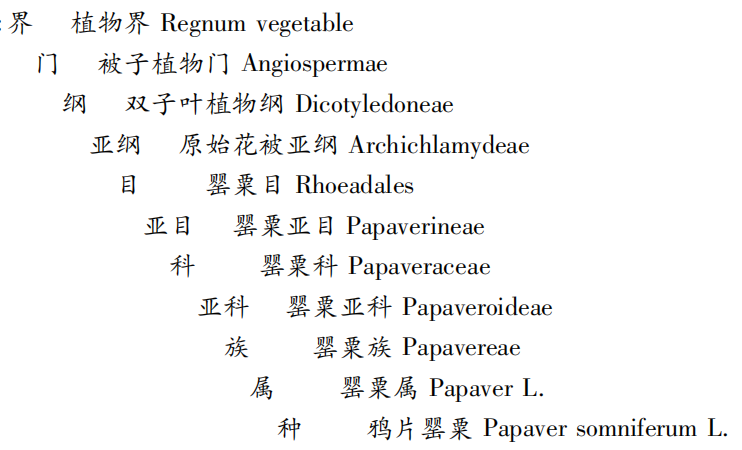 界 植物界 Regnum vegetable
门 被子植物门 Angiospermae
纲 双子叶植物纲 Dicotyledoneae
亚纲 原始花被亚纲 Archichlamydeae
目 罂粟目 Rhoeadales
亚目 罂粟亚目 Papaverineae
科 罂粟科 Papaveraceae
亚科 罂粟亚科 Papaveroideae
族 罂粟族 Papavereae
属 罂粟属 Papaver L.
种 鸦片罂粟 Papaver somniferum L.